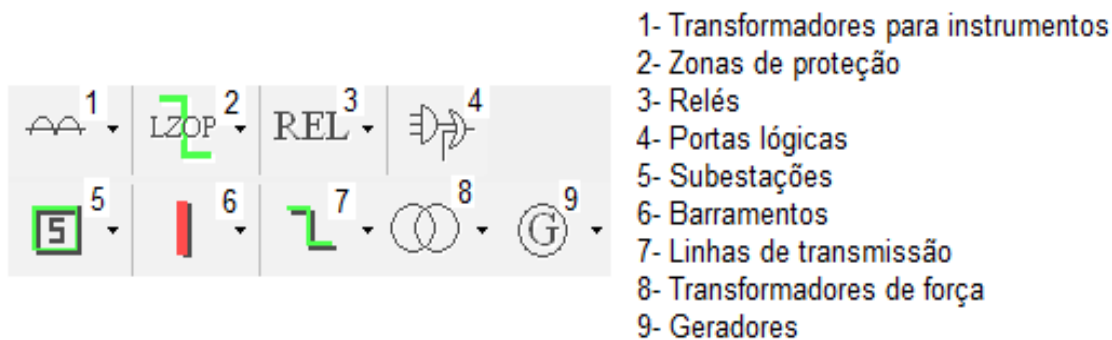 1 LZOP 2 REL 3 4
5 5 6 7 8 G 9
1- Transformadores para instrumentos
2- Zonas de proteção
3- Relés
4- Portas lógicas
5- Subestações
6- Barramentos
7- Linhas de transmissão
8- Transformadores de força
9- Geradores